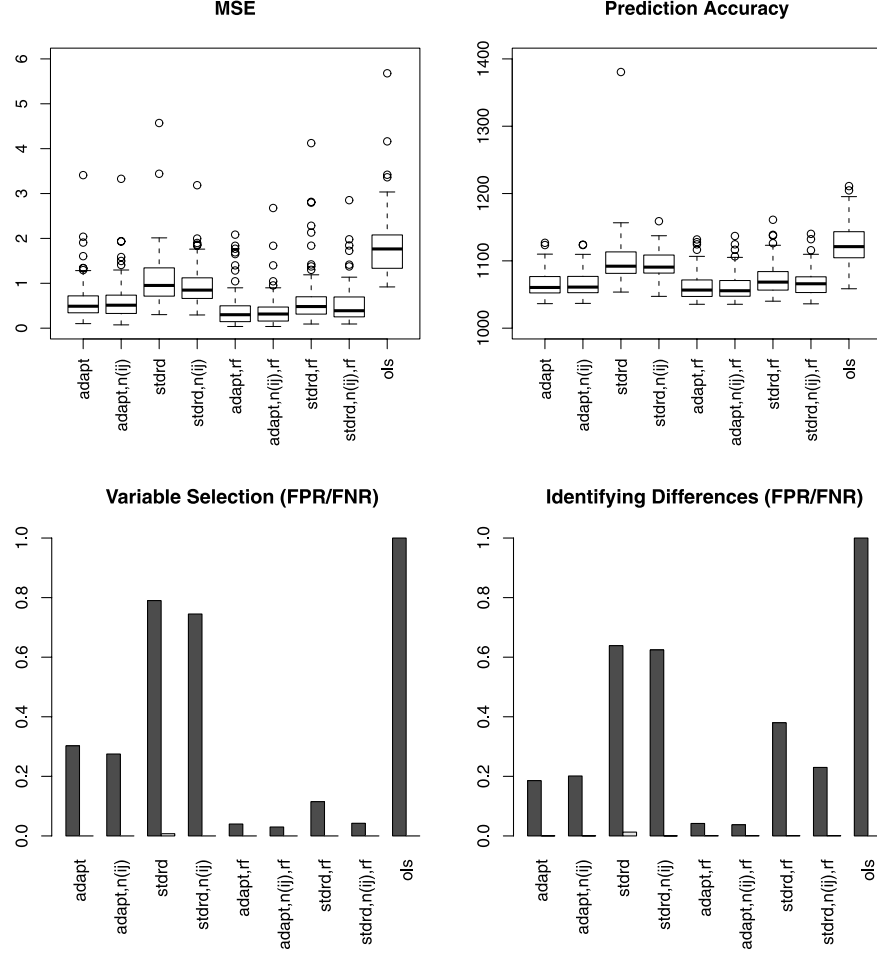 MSE
6
5
4
3
2
1
0
adapt
adapt,n(ij)
stdrd
stdrd,n(ij)
adapt,rf
adapt,n(ij),rf
stdrd,rf
stdrd,n(ij),rf
ols
Prediction Accuracy
1400
1300
1200
1100
1000
adapt
adapt,n(ij)
stdrd
stdrd,n(ij)
adapt,rf
adapt,n(ij),rf
stdrd,rf
stdrd,n(ij),rf
ols
Variable Selection (FPR/FNR)
1.0
0.8
0.6
0.4
0.2
0.0
adapt
adapt,n(ij)
stdrd
stdrd,n(ij)
adapt,rf
adapt,n(ij),rf
stdrd,rf
stdrd,n(ij),rf
ols
Identifying Differences (FPR/FNR)
1.0
0.8
0.6
0.4
0.2
0.0
adapt
adapt,n(ij)
stdrd
stdrd,n(ij)
adapt,rf
adapt,n(ij),rf
stdrd,rf
stdrd,n(ij),rf
ols